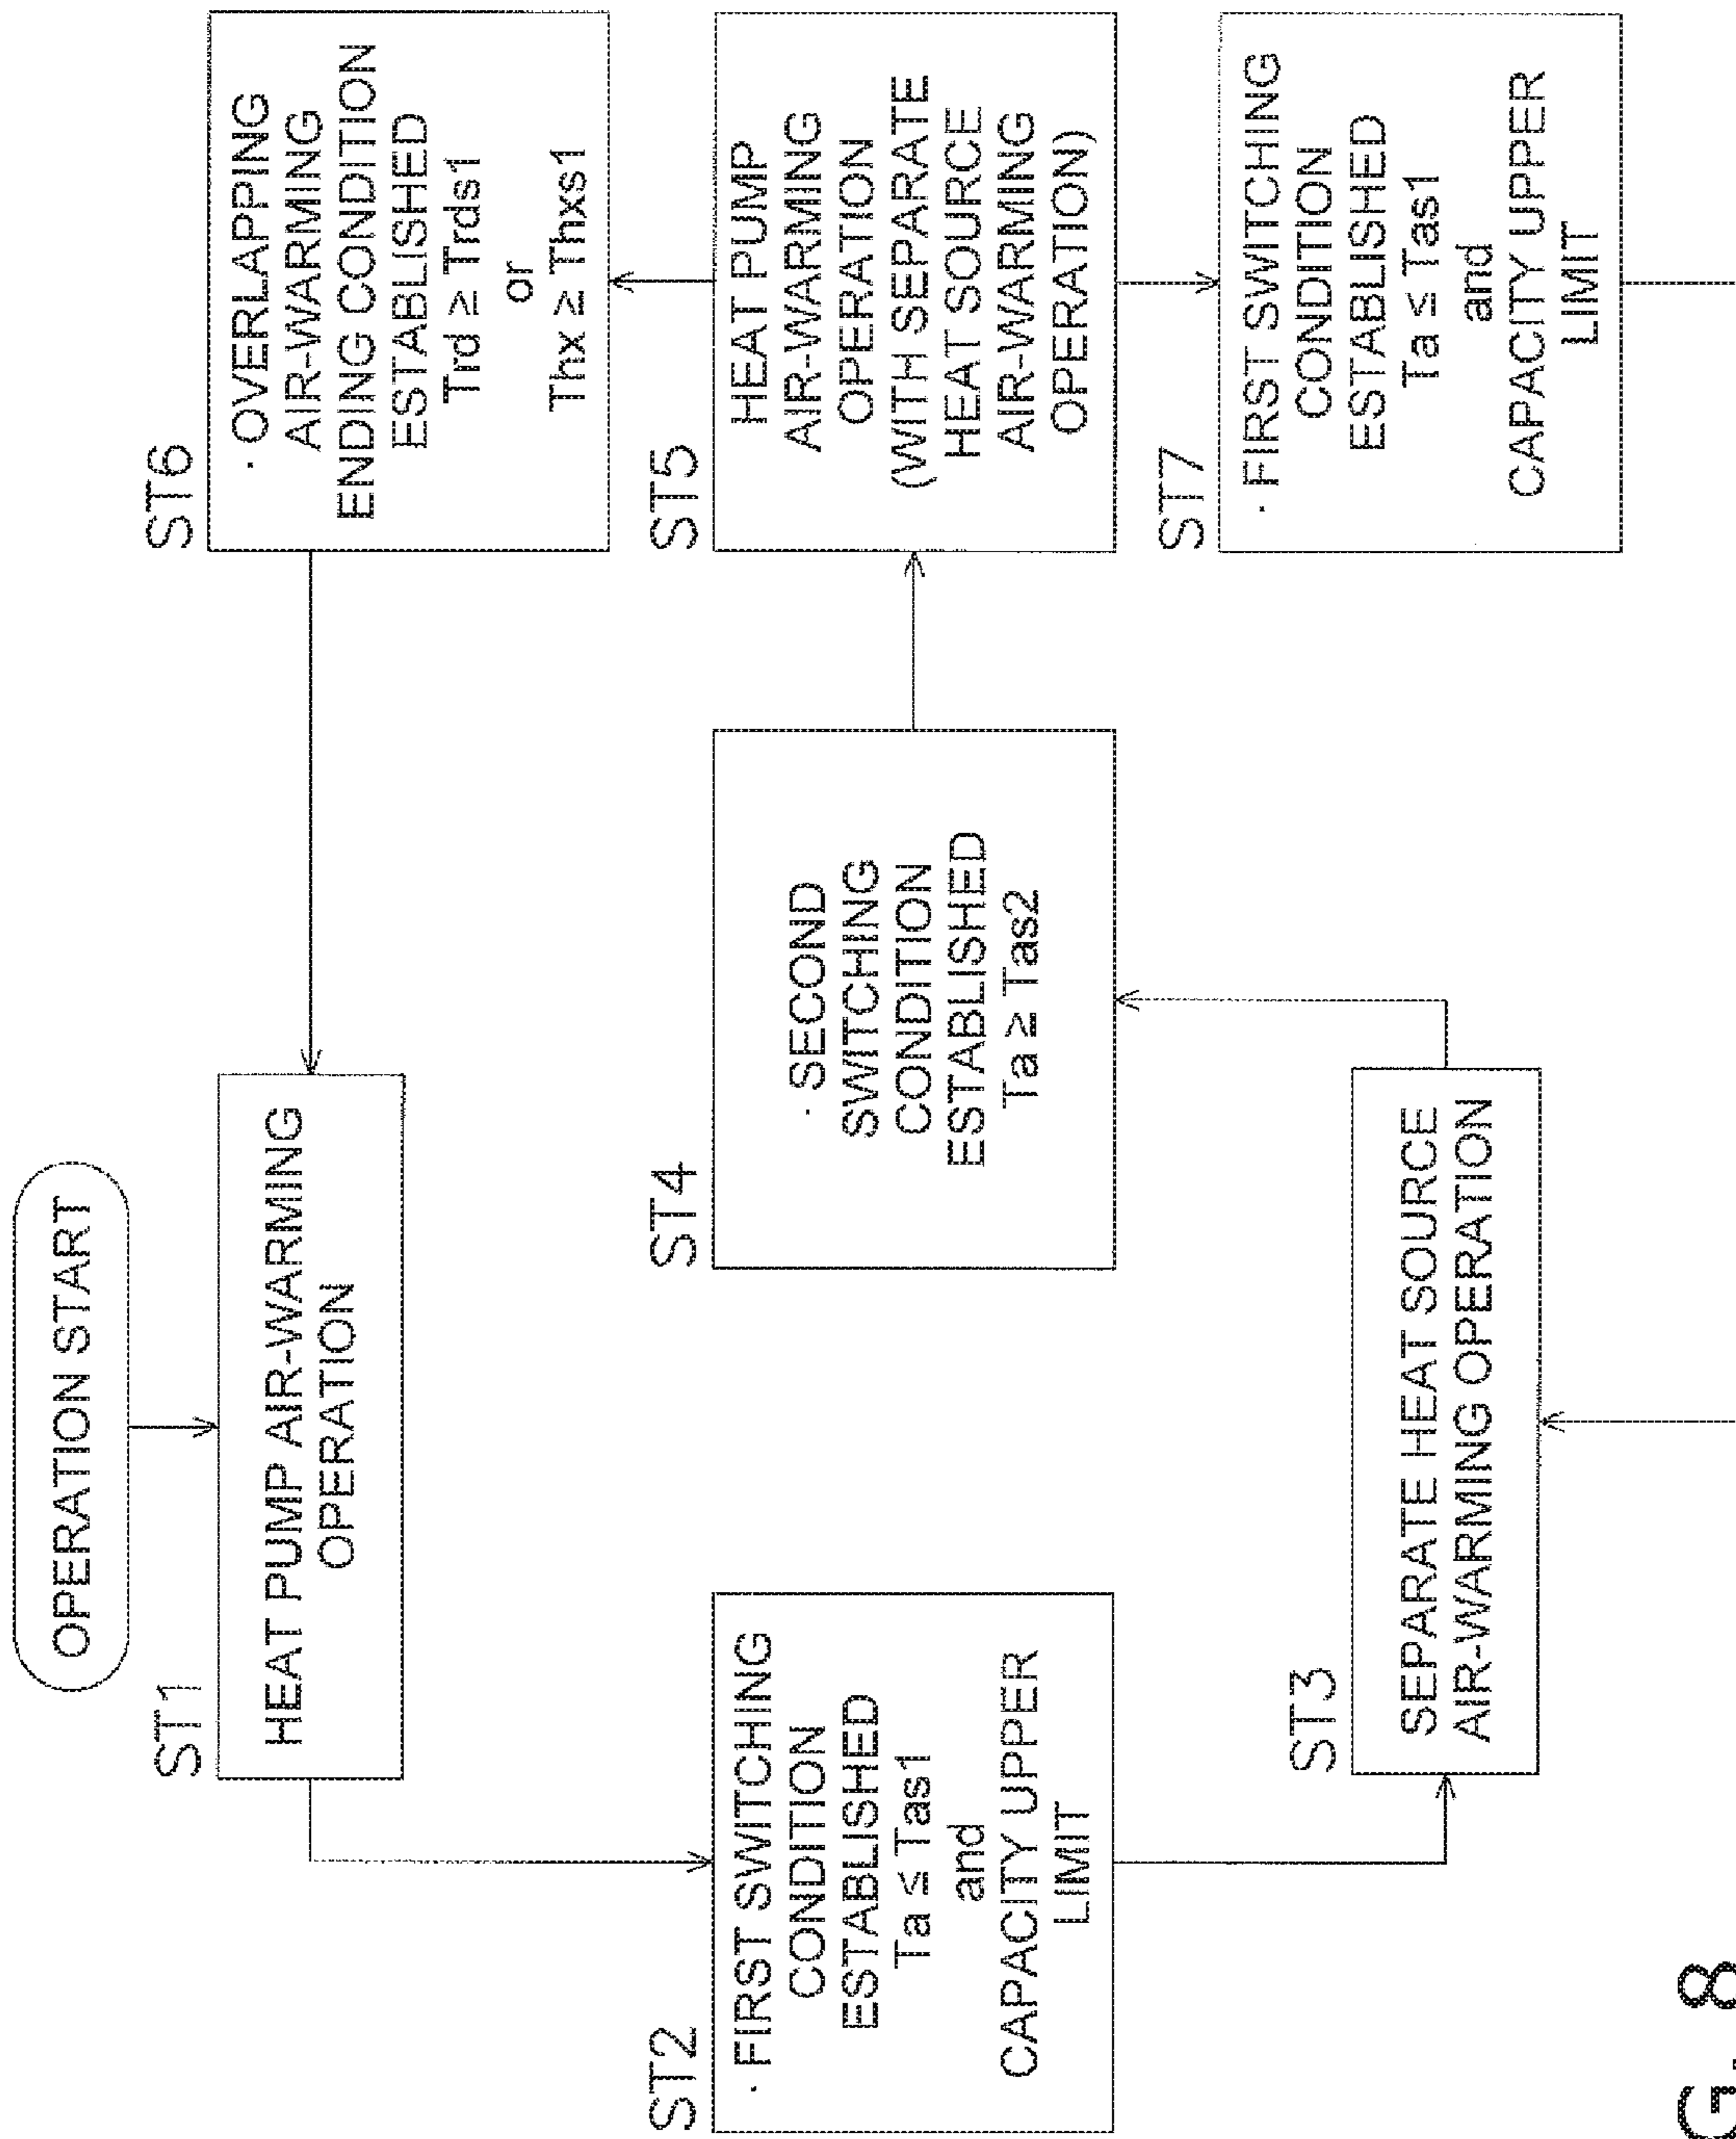 OPERATION START
ST1
HEAT PUMP AIR-WARMING
OPERATION
ST2
· FIRST SWITCHING
CONDITION
ESTABLISHED
Ta ≤ Tas1
and
CAPACITY UPPER
LIMIT
ST3
SEPARATE HEAT SOURCE
AIR-WARMING OPERATION
ST4
· SECOND
SWITCHING
CONDITION
ESTABLISHED
Ta ≥ Tas2
ST5
HEAT PUMP
AIR-WARMING
OPERATION
(WITH SEPARATE
HEAT SOURCE
AIR-WARMING
OPERATION)
ST6
· OVERLAPPING
AIR-WARMING
ENDING CONDITION
ESTABLISHED
Trd ≥ Trds1
or
Thx ≥ Thxs1
ST7
· FIRST SWITCHING
CONDITION
ESTABLISHED
Ta ≤ Tas1
and
CAPACITY UPPER
LIMIT
G. 8